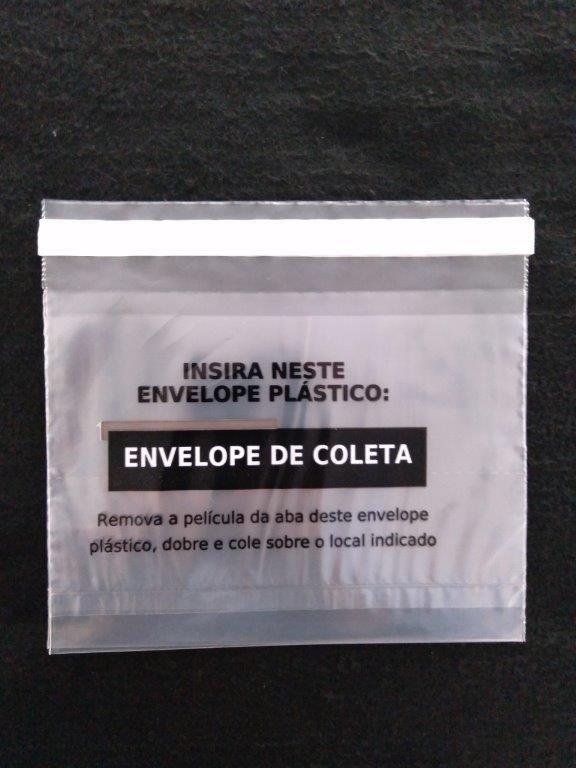 INSIRA NESTE
ENVELOPE PLÁSTICO:
ENVELOPE DE COLETA
Remova a película da aba deste envelope
plástico, dobre e cole sobre o local indicado